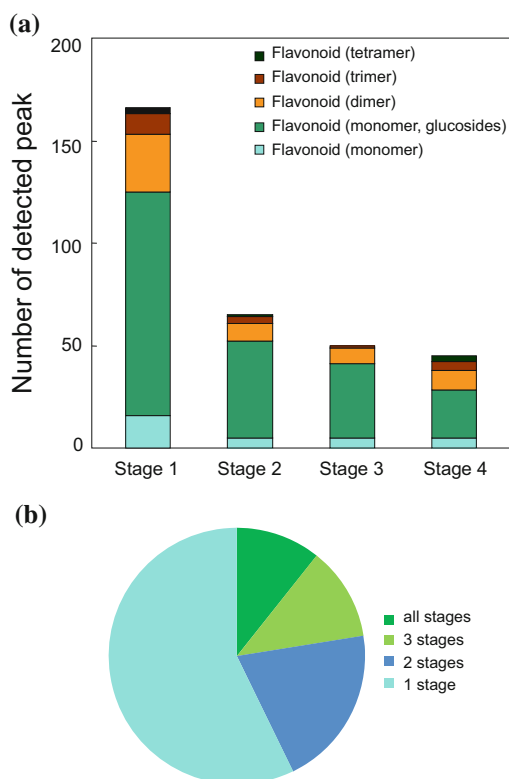 (a)
200
150
100
50
0
Number of detected peak
Flavonoid (tetramer)
Flavonoid (trimer)
Flavonoid (dimer)
Flavonoid (monomer, glucosides)
Flavonoid (monomer)
Stage 1 Stage 2 Stage 3 Stage 4
(b)
all stages
3 stages
2 stages
1 stage